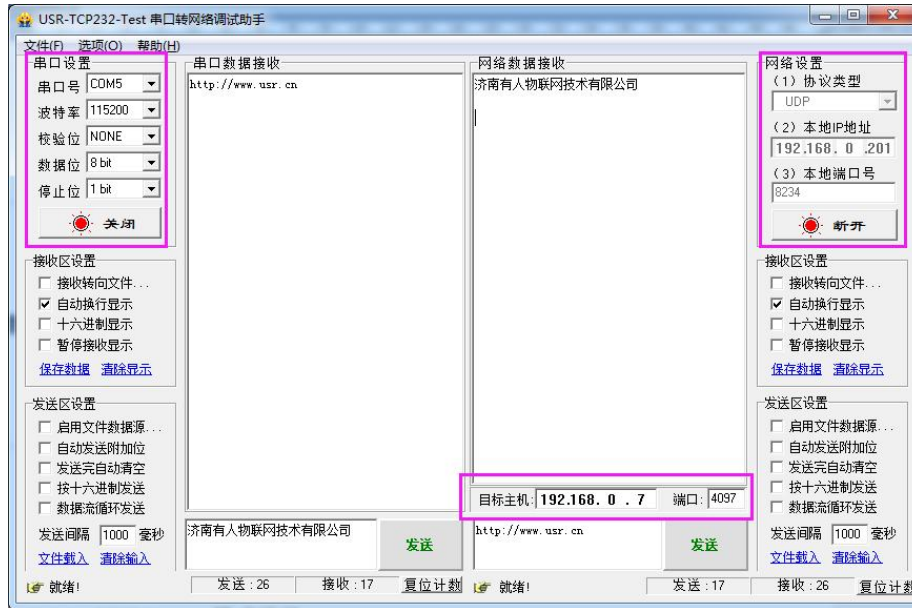 USR-TCP232-Test 串口转网络调试助手
文件(F) 选项(O) 帮助(H)
串口设置
串口号 COM5
波特率 115200
校验位 NONE
数据位 8 bit
停止位 1 bit
关闭
接收区设置
接收转向文件...
自动换行显示
十六进制显示
暂停接收显示
保存数据 清除显示
发送区设置
启用文件数据源...
自动发送附加位
发送完自动清空
按十六进制发送
数据流循环发送
发送间隔 1000 毫秒
文件载入 清除输入
就绪!
串口数据接收
http://www.usr.cn
济南有人物联网技术有限公司
发送
发送:26 接收:17 复位计数
网络数据接收
济南有人物联网技术有限公司
目标主机: 192.168. 0 . 7 端口: 4097
http://www.usr.cn
发送
就绪!
发送:17 接收:26 复位计数
网络设置
(1) 协议类型
UDP
(2) 本地IP地址
192.168. 0 .201
(3) 本地端口号
8234
断开
接收区设置
接收转向文件...
自动换行显示
十六进制显示
暂停接收显示
保存数据 清除显示
发送区设置
启用文件数据源...
自动发送附加位
发送完自动清空
按十六进制发送
数据流循环发送
发送间隔 1000 毫秒
文件载入 清除输入